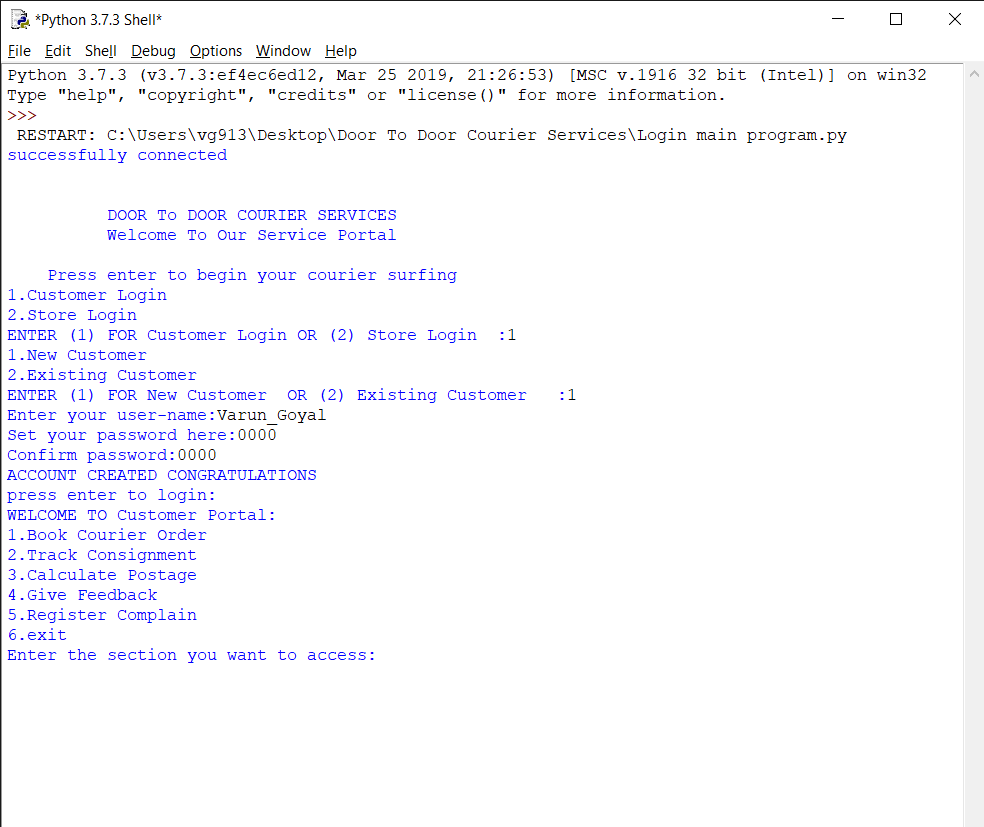 *Python 3.7.3 Shell*
File Edit Shell Debug Options Window Help
Python 3.7.3 (v3.7.3:ef4ec6ed12, Mar 25 2019, 21:26:53) [MSC v.1916 32 bit (Intel)] on win32
Type "help", "copyright", "credits" or "license()" for more information.
>>>
 RESTART: C:\Users\vg913\Desktop\Door To Door Courier Services\Login main program.py
successfully connected
DOOR To DOOR COURIER SERVICES
Welcome To Our Service Portal
Press enter to begin your courier surfing
1.Customer Login
2.Store Login
ENTER (1) FOR Customer Login OR (2) Store Login  :1
1.New Customer
2.Existing Customer
ENTER (1) FOR New Customer  OR (2) Existing Customer   :1
Enter your user-name:Varun_Goyal
Set your password here:0000
Confirm password:0000
ACCOUNT CREATED CONGRATULATIONS
press enter to login:
WELCOME TO Customer Portal:
1.Book Courier Order
2.Track Consignment
3.Calculate Postage
4.Give Feedback
5.Register Complain
6.exit
Enter the section you want to access: